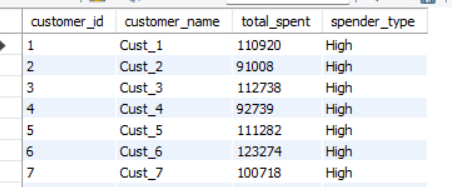 customer_id customer_name total_spent spender_type
1 Cust_1 110920 High
2 Cust_2 91008 High
3 Cust_3 112738 High
4 Cust_4 92739 High
5 Cust_5 111282 High
6 Cust_6 123274 High
7 Cust_7 100718 High